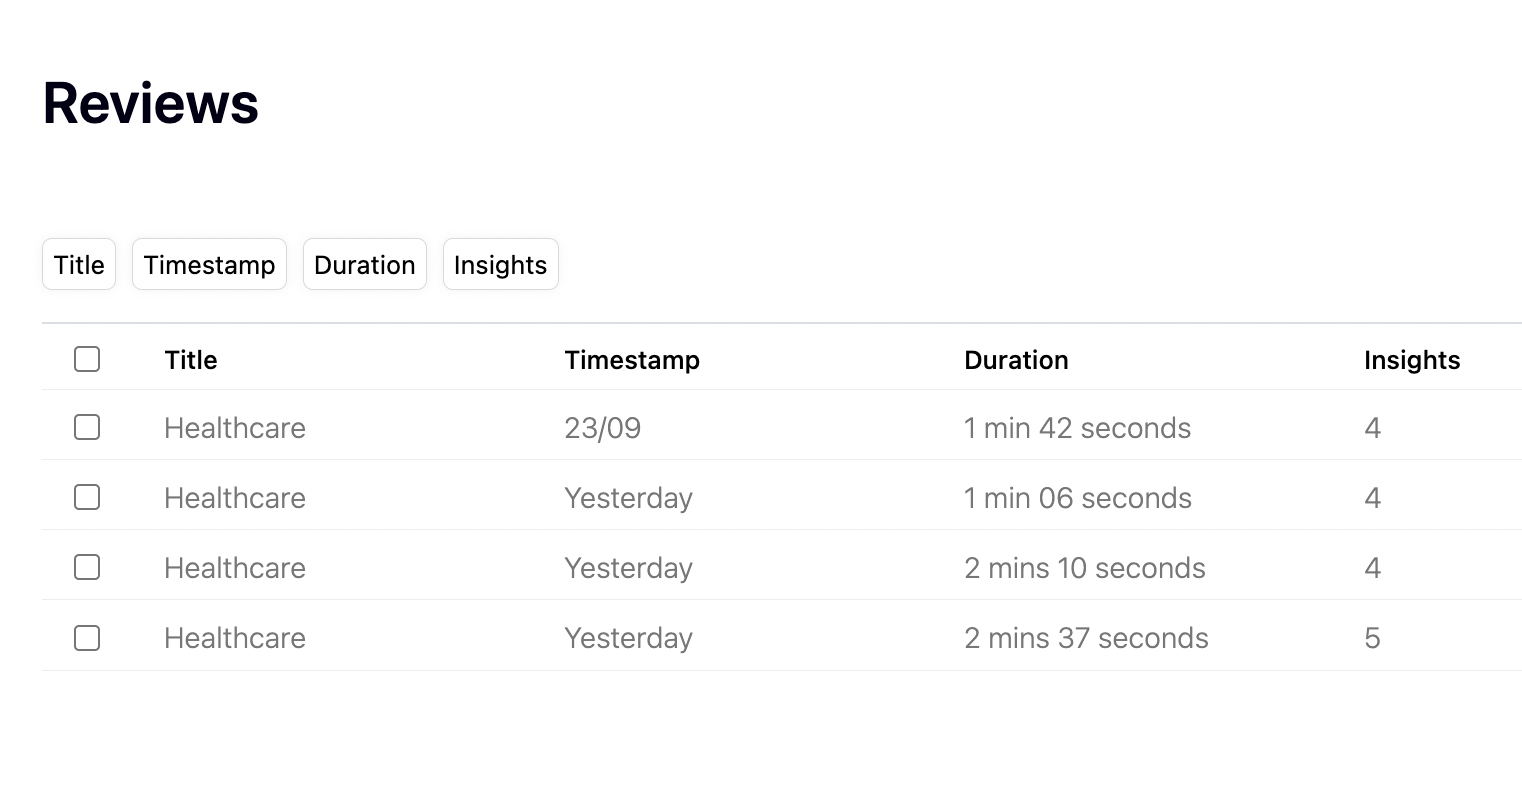 Reviews
Title Timestamp Duration Insights
Title Timestamp Duration Insights
Healthcare 23/09 1 min 42 seconds 4
Healthcare Yesterday 1 min 06 seconds 4
Healthcare Yesterday 2 mins 10 seconds 4
Healthcare Yesterday 2 mins 37 seconds 5